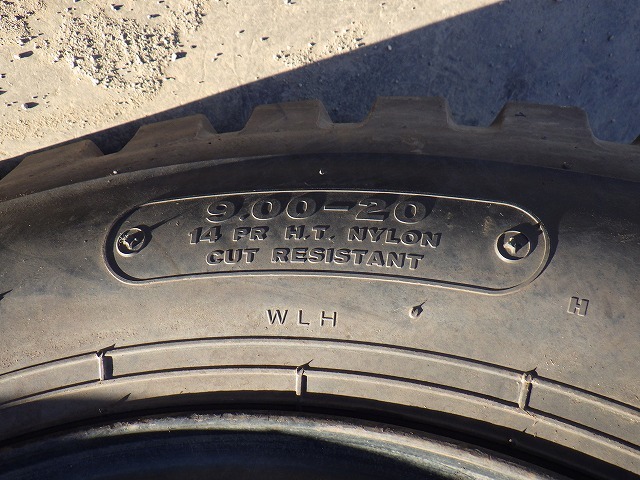 9.00-20
14 PR H.T. NYLON
CUT RESISTANT
WLH
H